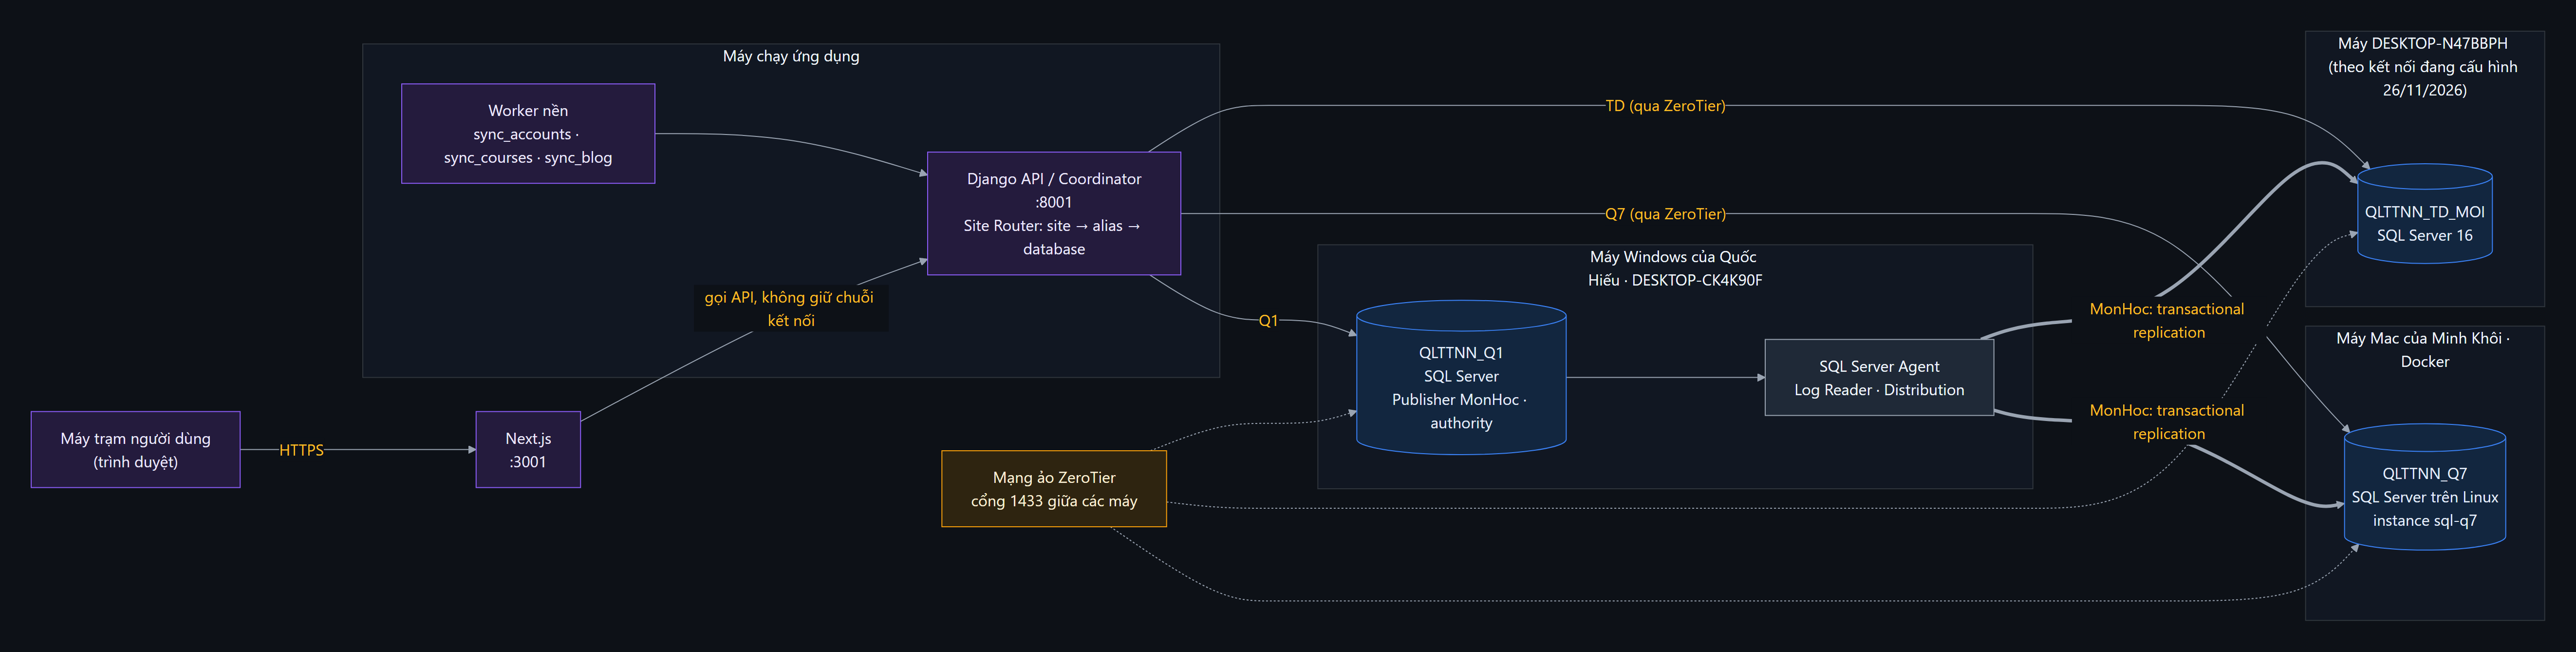 Máy chạy ứng dụng
Worker nền
sync_accounts ·
sync_courses · sync_blog
Django API / Coordinator
:8001
Site Router: site → alias →
database
gọi API, không giữ chuỗi
kết nối
Máy trạm người dùng
(trình duyệt)
HTTPS
Next.js
:3001
TD (qua ZeroTier)
Q7 (qua ZeroTier)
Q1
Máy Windows của Quốc
Hiếu · DESKTOP-CK4K90F
QLTTNN_Q1
SQL Server
Publisher MonHoc ·
authority
SQL Server Agent
Log Reader · Distribution
Mạng ảo ZeroTier
cổng 1433 giữa các máy
MonHoc: transactional
replication
MonHoc: transactional
replication
Máy DESKTOP-N47BBPH
(theo kết nối đang cấu hình
26/11/2026)
QLTTNN_TD_MOI
SQL Server 16
Máy Mac của Minh Khôi ·
Docker
QLTTNN_Q7
SQL Server trên Linux
instance sql-q7